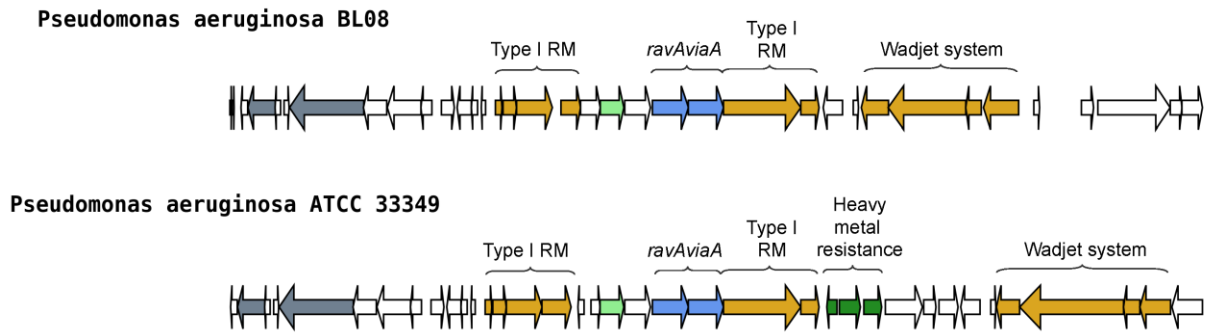 Pseudomonas aeruginosa BL08
Type I RM
ravAviaA
Type I
RM
Wadjet system
Pseudomonas aeruginosa ATCC 33349
Type I RM
ravAviaA
Type I
RM
Heavy
metal
resistance
Wadjet system